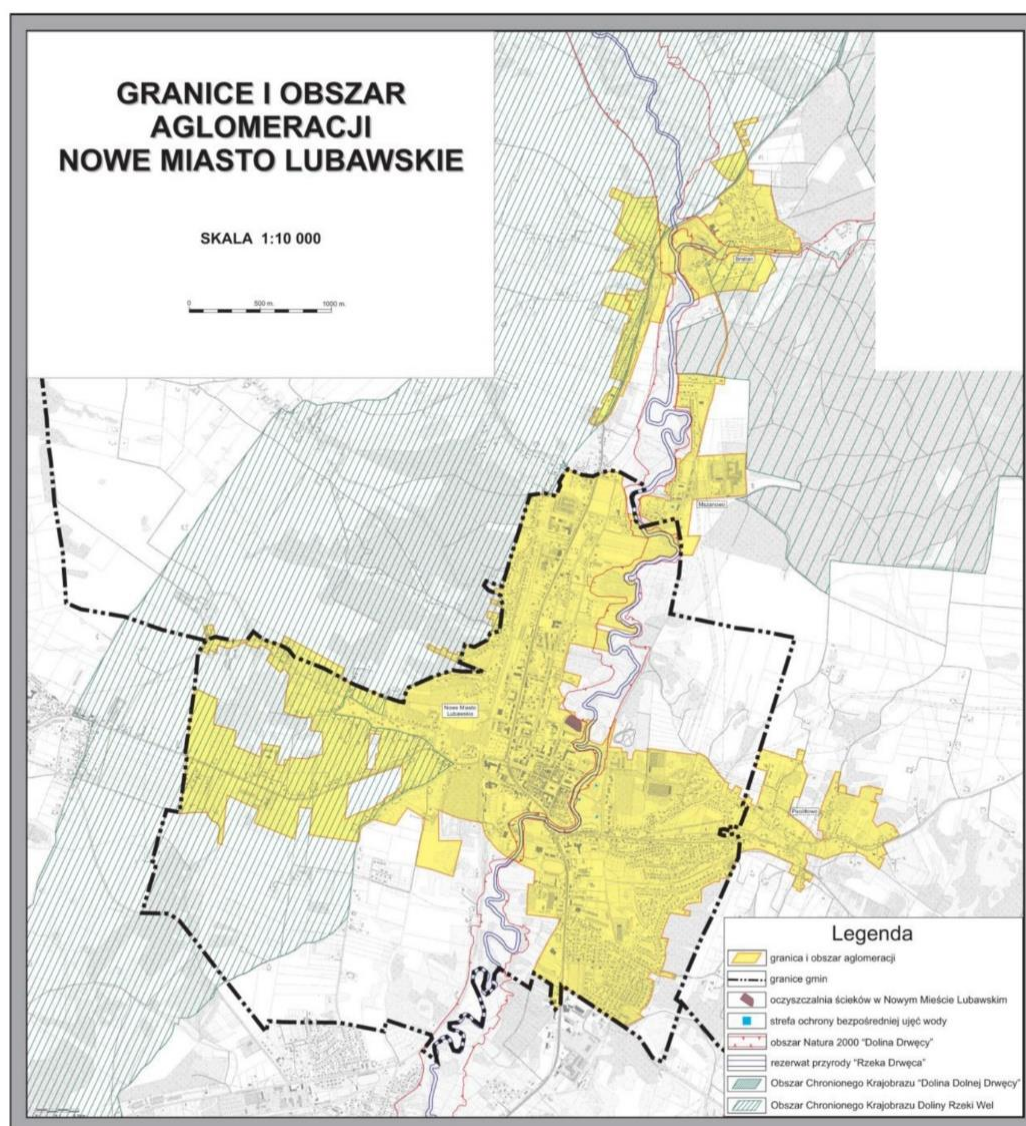 GRANICE I OBSZAR
AGLOMERACJI
NOWE MIASTO LUBAWSKIE
SKALA 1:10 000
0 500 m. 1000 m.
Bratian
Nowe Miasto
Lubawskie
Legenda
granica i obszar aglomeracji
granice gmin
oczyszczalnia ścieków w Nowym Mieście Lubawskim
strefa ochrony bezpośredniej ujęć wody
obszar Natura 2000 "Dolina Drwęcy"
rezerwat przyrody "Rzeka Drwęca"
Obszar Chronionego Krajobrazu "Dolina Dolnej Drwęcy"
Obszar Chronionego Krajobrazu Doliny Rzeki Wel